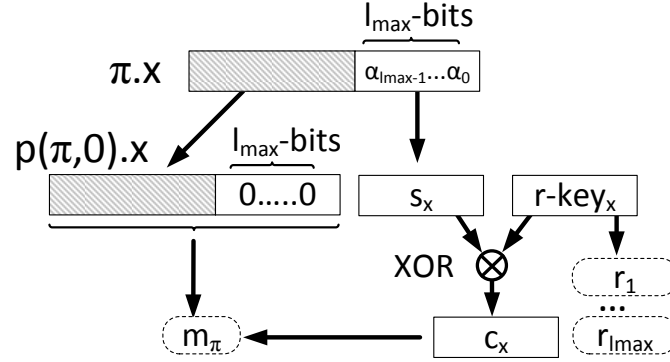 lmax-bits
π.x
αlmax-1...α0
p(π,0).x
lmax-bits
0.....0
sx
r-keyx
XOR
r1
...
mπ
cx
rlmax